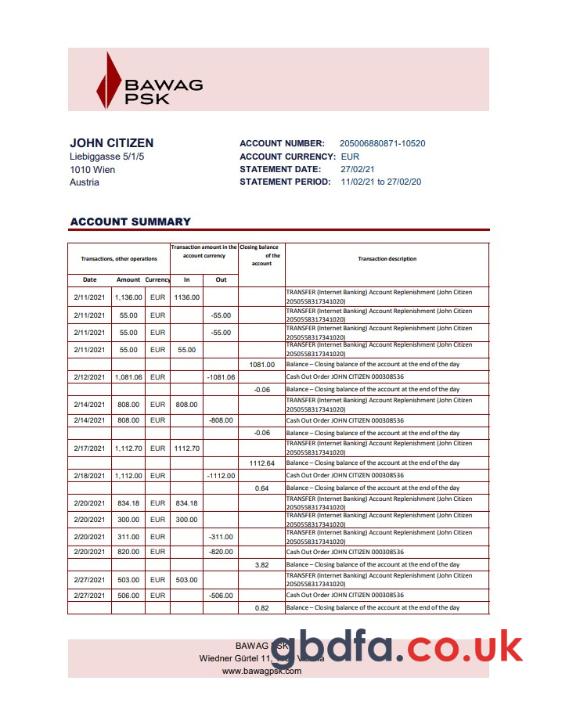 BAWAG
PSK
JOHN CITIZEN
Liebiggasse 5/1/5
1010 Wien
Austria
ACCOUNT NUMBER: 205006880871-10520
ACCOUNT CURRENCY: EUR
STATEMENT DATE: 27/02/21
STATEMENT PERIOD: 11/02/21 to 27/02/20
ACCOUNT SUMMARY
Transactions, other operations
Transaction amount in the account currency
Closing balance of the account
Transaction description
Date Amount Currency In Out
2/11/2021 1,136.00 EUR 1136.00 TRANSFER (Internet Banking) Account Replenishment (John Citizen
2050558317341020)
2/11/2021 55.00 EUR -55.00 TRANSFER (Internet Banking) Account Replenishment (John Citizen
2050558317341020)
2/11/2021 55.00 EUR -55.00 TRANSFER (Internet Banking) Account Replenishment (John Citizen
2050558317341020)
2/11/2021 55.00 EUR 55.00 TRANSFER (Internet Banking) Account Replenishment (John Citizen
2050558317341020)
1081.00 Balance – Closing balance of the account at the end of the day
2/12/2021 1,081.06 EUR -1081.06 Cash Out Order JOHN CITIZEN 000308536
-0.06 Balance – Closing balance of the account at the end of the day
2/14/2021 808.00 EUR 808.00 TRANSFER (Internet Banking) Account Replenishment (John Citizen
2050558317341020)
2/14/2021 808.00 EUR -808.00 Cash Out Order JOHN CITIZEN 000308536
-0.06 Balance – Closing balance of the account at the end of the day
2/17/2021 1,112.70 EUR 1112.70 TRANSFER (Internet Banking) Account Replenishment (John Citizen
2050558317341020)
1112.64 Balance – Closing balance of the account at the end of the day
2/18/2021 1,112.00 EUR -1112.00 Cash Out Order JOHN CITIZEN 000308536
0.64 Balance – Closing balance of the account at the end of the day
2/20/2021 834.18 EUR 834.18 TRANSFER (Internet Banking) Account Replenishment (John Citizen
2050558317341020)
2/20/2021 300.00 EUR 300.00 TRANSFER (Internet Banking) Account Replenishment (John Citizen
2050558317341020)
2/20/2021 311.00 EUR -311.00 TRANSFER (Internet Banking) Account Replenishment (John Citizen
2050558317341020)
2/20/2021 820.00 EUR -820.00 Cash Out Order JOHN CITIZEN 000308536
3.82 Balance – Closing balance of the account at the end of the day
2/27/2021 503.00 EUR 503.00 TRANSFER (Internet Banking) Account Replenishment (John Citizen
2050558317341020)
2/27/2021 506.00 EUR -506.00 Cash Out Order JOHN CITIZEN 000308536
0.82 Balance – Closing balance of the account at the end of the day
BAWAG PSK
Wiedner Gürtel 11,
www.bawagpsk.com
gbdfa.co.uk